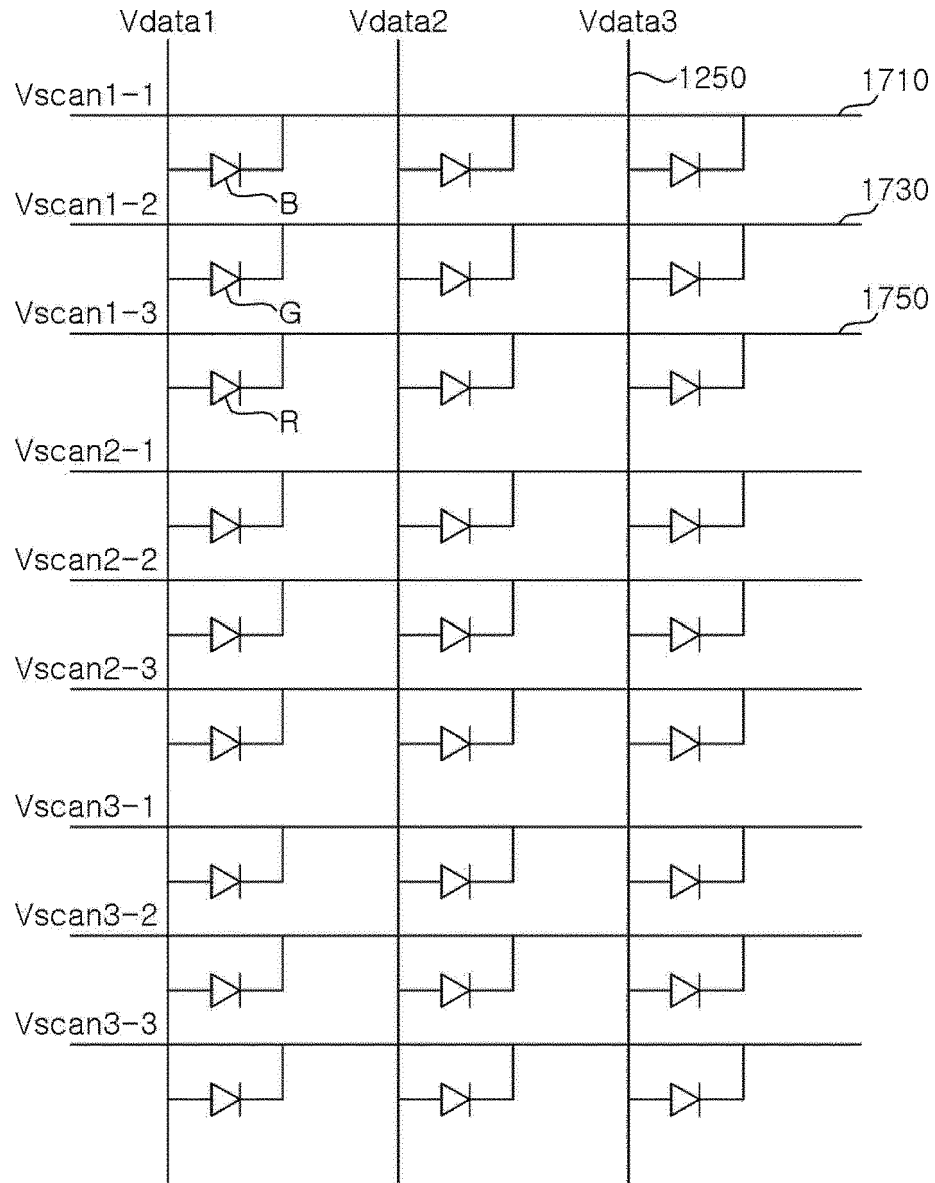 Vdata1 Vdata2 Vdata3
1250
1710
Vscan1-1
B
1730
Vscan1-2
G
1750
Vscan1-3
R
Vscan2-1
Vscan2-2
Vscan2-3
Vscan3-1
Vscan3-2
Vscan3-3